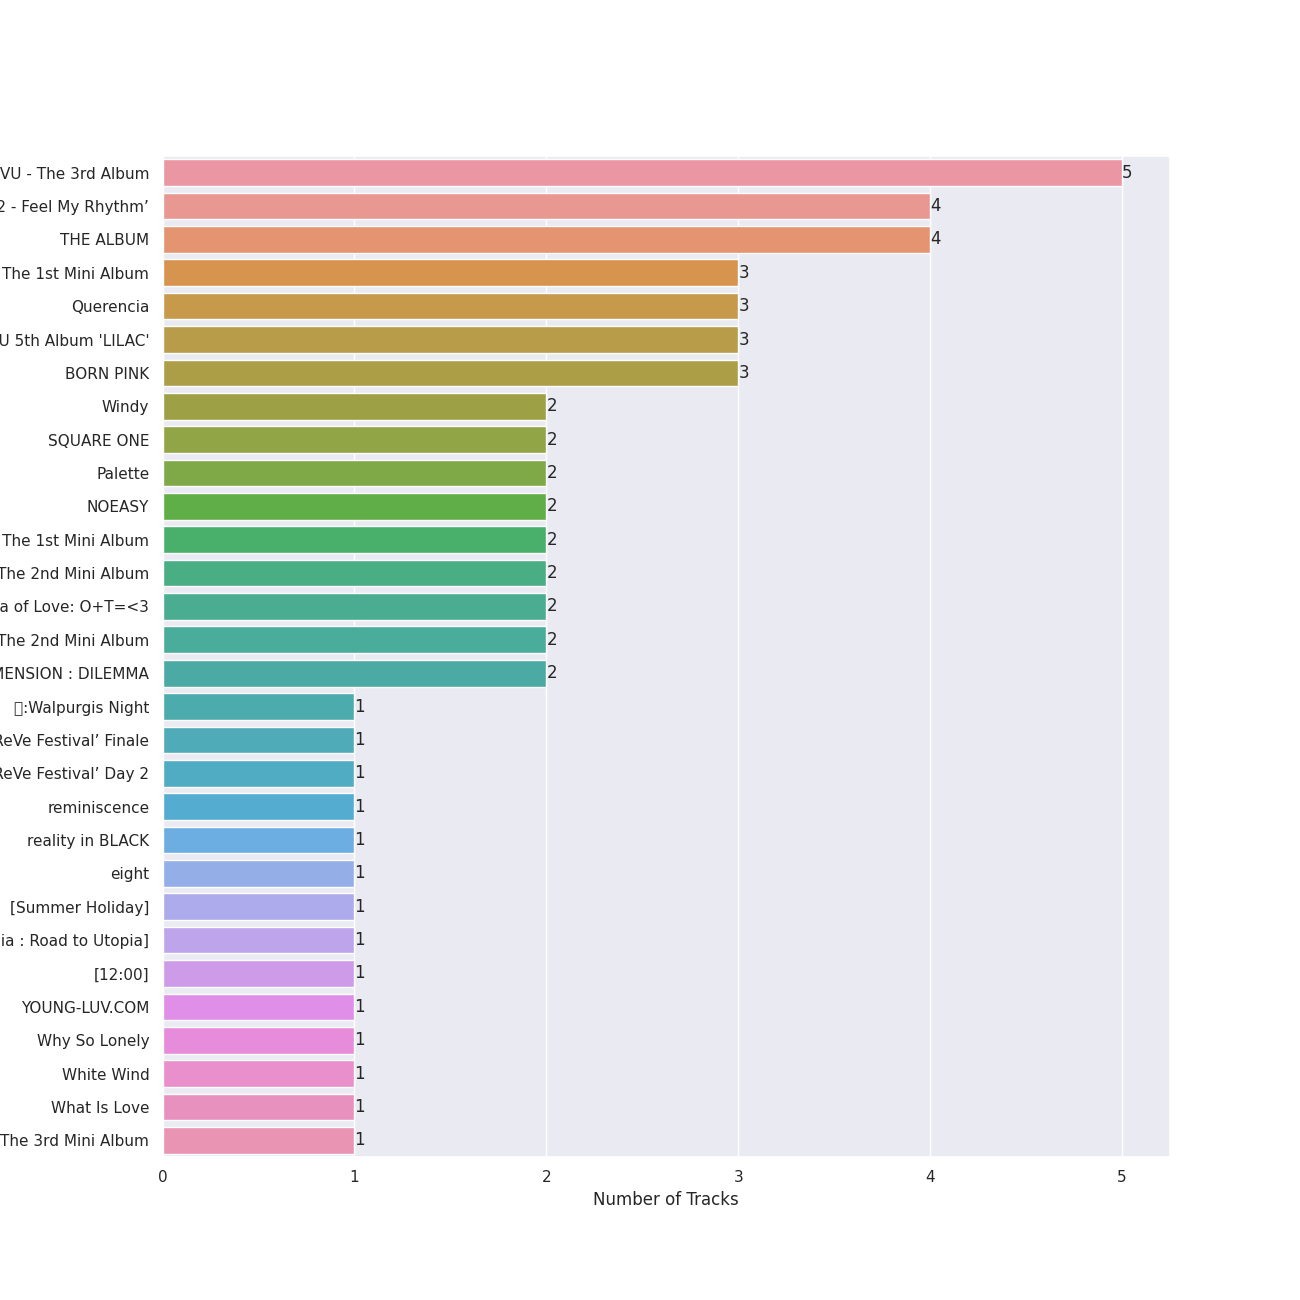 VU - The 3rd Album 5
2 - Feel My Rhythm’ 4
THE ALBUM 4
The 1st Mini Album 3
Querencia 3
U 5th Album 'LILAC' 3
BORN PINK 3
Windy 2
SQUARE ONE 2
Palette 2
NOEASY 2
The 1st Mini Album 2
The 2nd Mini Album 2
a of Love: O+T=<3 2
The 2nd Mini Album 2
MENSION : DILEMMA 2
:Walpurgis Night 1
ReVe Festival’ Finale 1
ReVe Festival’ Day 2 1
reminiscence 1
reality in BLACK 1
eight 1
[Summer Holiday] 1
ia : Road to Utopia] 1
[12:00] 1
YOUNG-LUV.COM 1
Why So Lonely 1
White Wind 1
What Is Love 1
The 3rd Mini Album 1
0 1 2 3 4 5
Number of Tracks